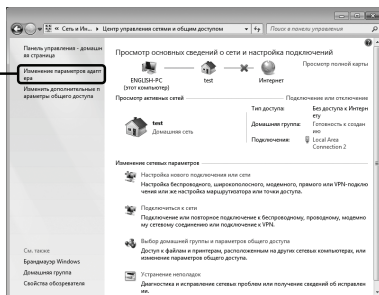 « Сеть и Ин... ▸ Центр управления сетями и общим доступом
Поиск в панели управления
Панель управления - домашн
яя страница
Изменение параметров адапт
ера
Изменить дополнительные п
араметры общего доступа
См. также
Брандмауэр Windows
Домашняя группа
Свойства обозревателя
Просмотр основных сведений о сети и настройка подключений
Просмотр полной карты
ENGLISH-PC
(этот компьютер)
test
Интернет
Просмотр активных сетей
Подключение или отключение
test
Домашняя сеть
Тип доступа: Без доступа к Интерн
ету
Домашняя группа: Готовность к создан
ию
Подключения: Local Area
Connection 2
Изменение сетевых параметров
Настройка нового подключения или сети
Настройка беспроводного, широкополосного, модемного, прямого или VPN-подклю
чения или же настройка маршрутизатора или точки доступа.
Подключиться к сети
Подключение или повторное подключение к беспроводному, проводному, модемно
му сетевому соединению или подключение к VPN.
Выбор домашней группы и параметров общего доступа
Доступ к файлам и принтерам, расположенным на других сетевых компьютерах, или
изменение параметров общего доступа.
Устранение неполадок
Диагностика и исправление сетевых проблем или получение сведений об исправлен
ии.